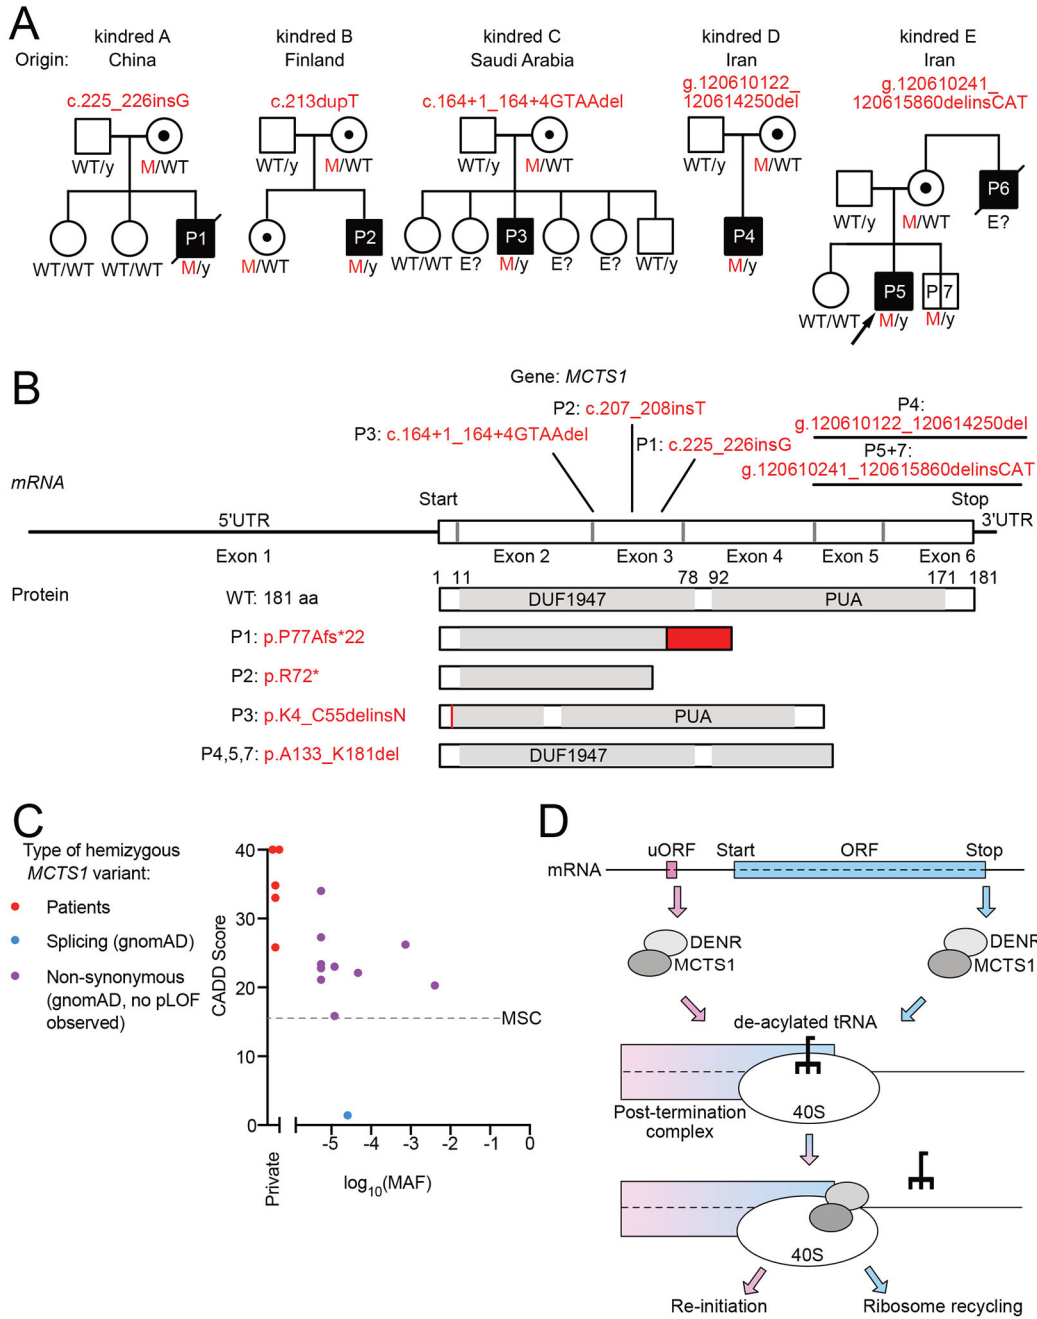 A
kindred A
China
kindred B
Finland
kindred C
Saudi Arabia
kindred D
Iran
kindred E
Iran
Origin:
c.225_226insG
c.213dupT
c.164+1_164+4GTAAdel
g.120610122_
120614250del
g.120610241_
120615860delinsCAT
WT/y M/WT
WT/y M/WT
WT/y M/WT
WT/y M/WT
WT/y M/WT
P6
E?
P1
WT/WT WT/WT M/y
P2
M/WT M/y
P3
WT/WT E? M/y E? E? WT/y
P4
M/y
P5 P7
WT/WT M/y M/y
B
Gene: MCTS1
P3: c.164+1_164+4GTAAdel
P2: c.207_208insT
P1: c.225_226insG
P4:
g.120610122_120614250del
P5+7:
g.120610241_120615860delinsCAT
mRNA
Start
Stop
5'UTR
3'UTR
Exon 1 Exon 2 Exon 3 Exon 4 Exon 5 Exon 6
1 11 78 92 171 181
Protein
WT: 181 aa
DUF1947
PUA
P1: p.P77Afs*22
P2: p.R72*
P3: p.K4_C55delinsN
PUA
P4,5,7: p.A133_K181del
DUF1947
C
Type of hemizygous
MCTS1 variant:
Patients
Splicing (gnomAD)
Non-synonymous
(gnomAD, no pLOF
observed)
CADD Score
40
30
20
10
0
MSC
Private
-5 -4 -3 -2 -1 0
log10(MAF)
D
mRNA
uORF
Start
ORF
Stop
DENR
MCTS1
DENR
MCTS1
de-acylated tRNA
40S
Post-termination
complex
40S
Re-initiation
Ribosome recycling